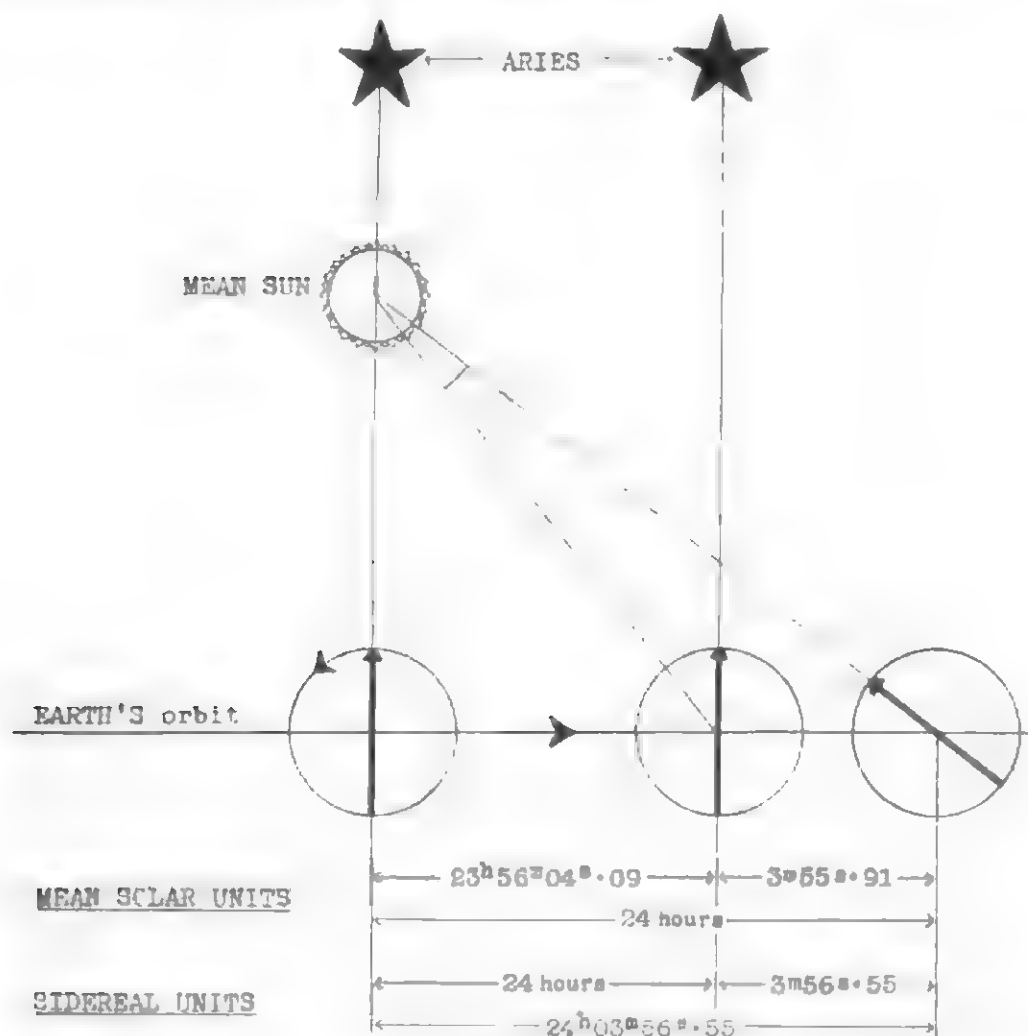 ARIES
MEAN SUN
EARTH'S orbit
23ʰ56ᵐ04ˢ·09
3ᵐ55ˢ·91
MEAN SOLAR UNITS
24 hours
24 hours
3ᵐ56ˢ·55
SIDEREAL UNITS
24ʰ03ᵐ56ˢ·55